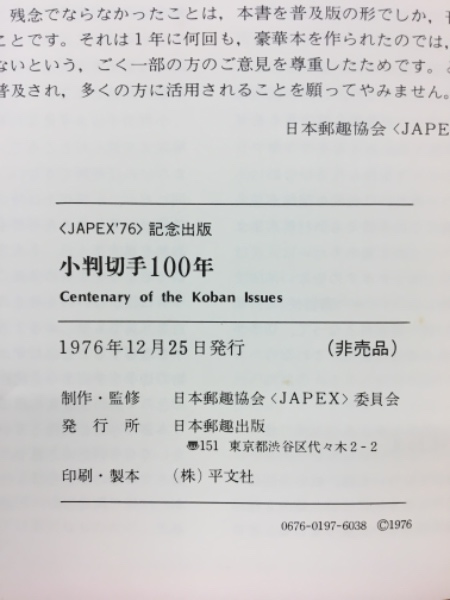 残念でならなかったことは，本書を普及版の形でしか，
ことです。それは1年に何回も，豪華本を作られたのでは，
ないという，ごく一部の方のご意見を尊重したためです。
普及され，多くの方に活用されることを願ってやみません。
日本郵趣協会〈JAPE
〈JAPEX'76〉記念出版
小判切手100年
Centenary of the Koban Issues
1976年12月25日発行 （非売品）
制作・監修 日本郵趣協会〈JAPEX〉委員会
発行所 日本郵趣出版
〠151 東京都渋谷区代々木2-2
印刷・製本 （株）平文社
0676-0197-6038 ©1976